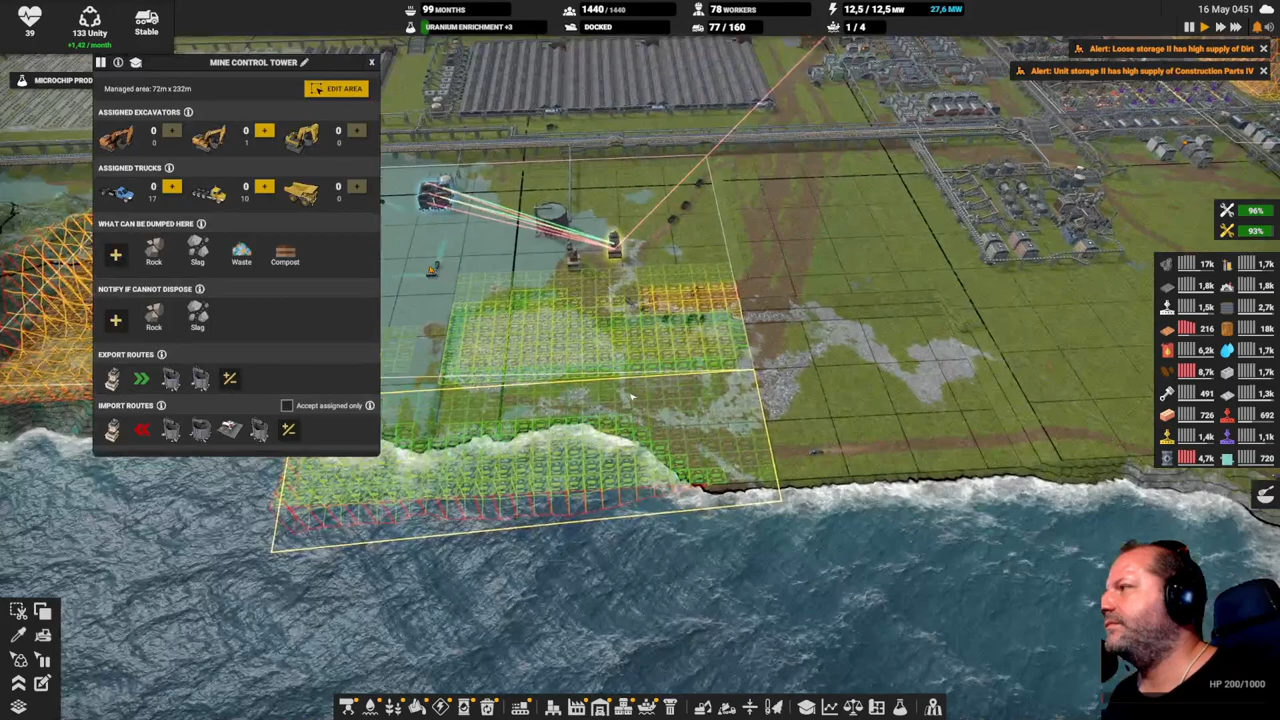 39
133 Unity
+1,42 / month
Stable
99 MONTHS
1440 / 1440
78 WORKERS
12,5 / 12,5 MW
27,6 MW
URANIUM ENRICHMENT +3
DOCKED
77 / 160
1 / 4
16 May 0451
Alert: Loose storage II has high supply of Dirt
Alert: Unit storage II has high supply of Construction Parts IV
MICROCHIP PROD
MINE CONTROL TOWER
Managed area: 72m x 232m
EDIT AREA
ASSIGNED EXCAVATORS
0 + 0 + 0 +
0 1 0
ASSIGNED TRUCKS
0 + 0 + 0 +
17 10 0
WHAT CAN BE DUMPED HERE
Rock Slag Waste Compost
NOTIFY IF CANNOT DISPOSE
Rock Slag
EXPORT ROUTES
IMPORT ROUTES
Accept assigned only
96%
93%
17k 1,7k
1,8k 1,8k
1,5k 2,7k
216 18k
6,2k 1,7k
8,7k 1,7k
491 1,3k
726 692
1,4k 1,1k
4,7k 720
HP 200/1000